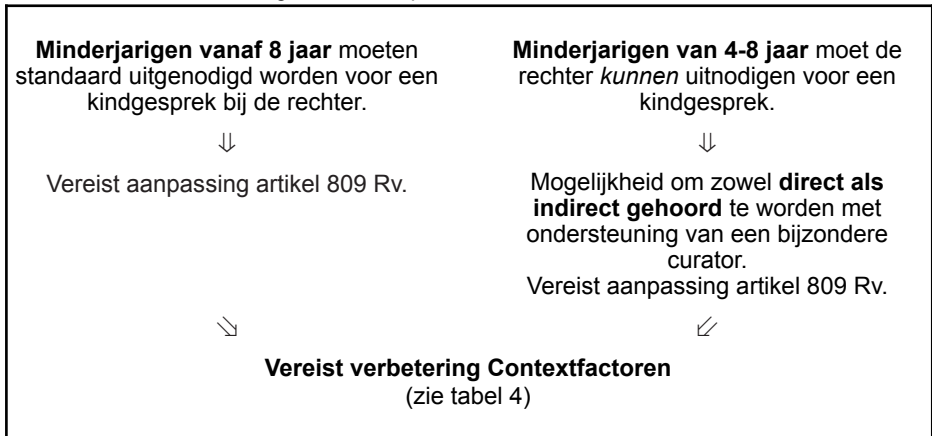 Minderjarigen vanaf 8 jaar moeten
standaard uitgenodigd worden voor een
kindgesprek bij de rechter.
⇓
Vereist aanpassing artikel 809 Rv.
Minderjarigen van 4-8 jaar moet de
rechter kunnen uitnodigen voor een
kindgesprek.
⇓
Mogelijkheid om zowel direct als
indirect gehoord te worden met
ondersteuning van een bijzondere
curator.
Vereist aanpassing artikel 809 Rv.
⇘ ⇙
Vereist verbetering Contextfactoren
(zie tabel 4)